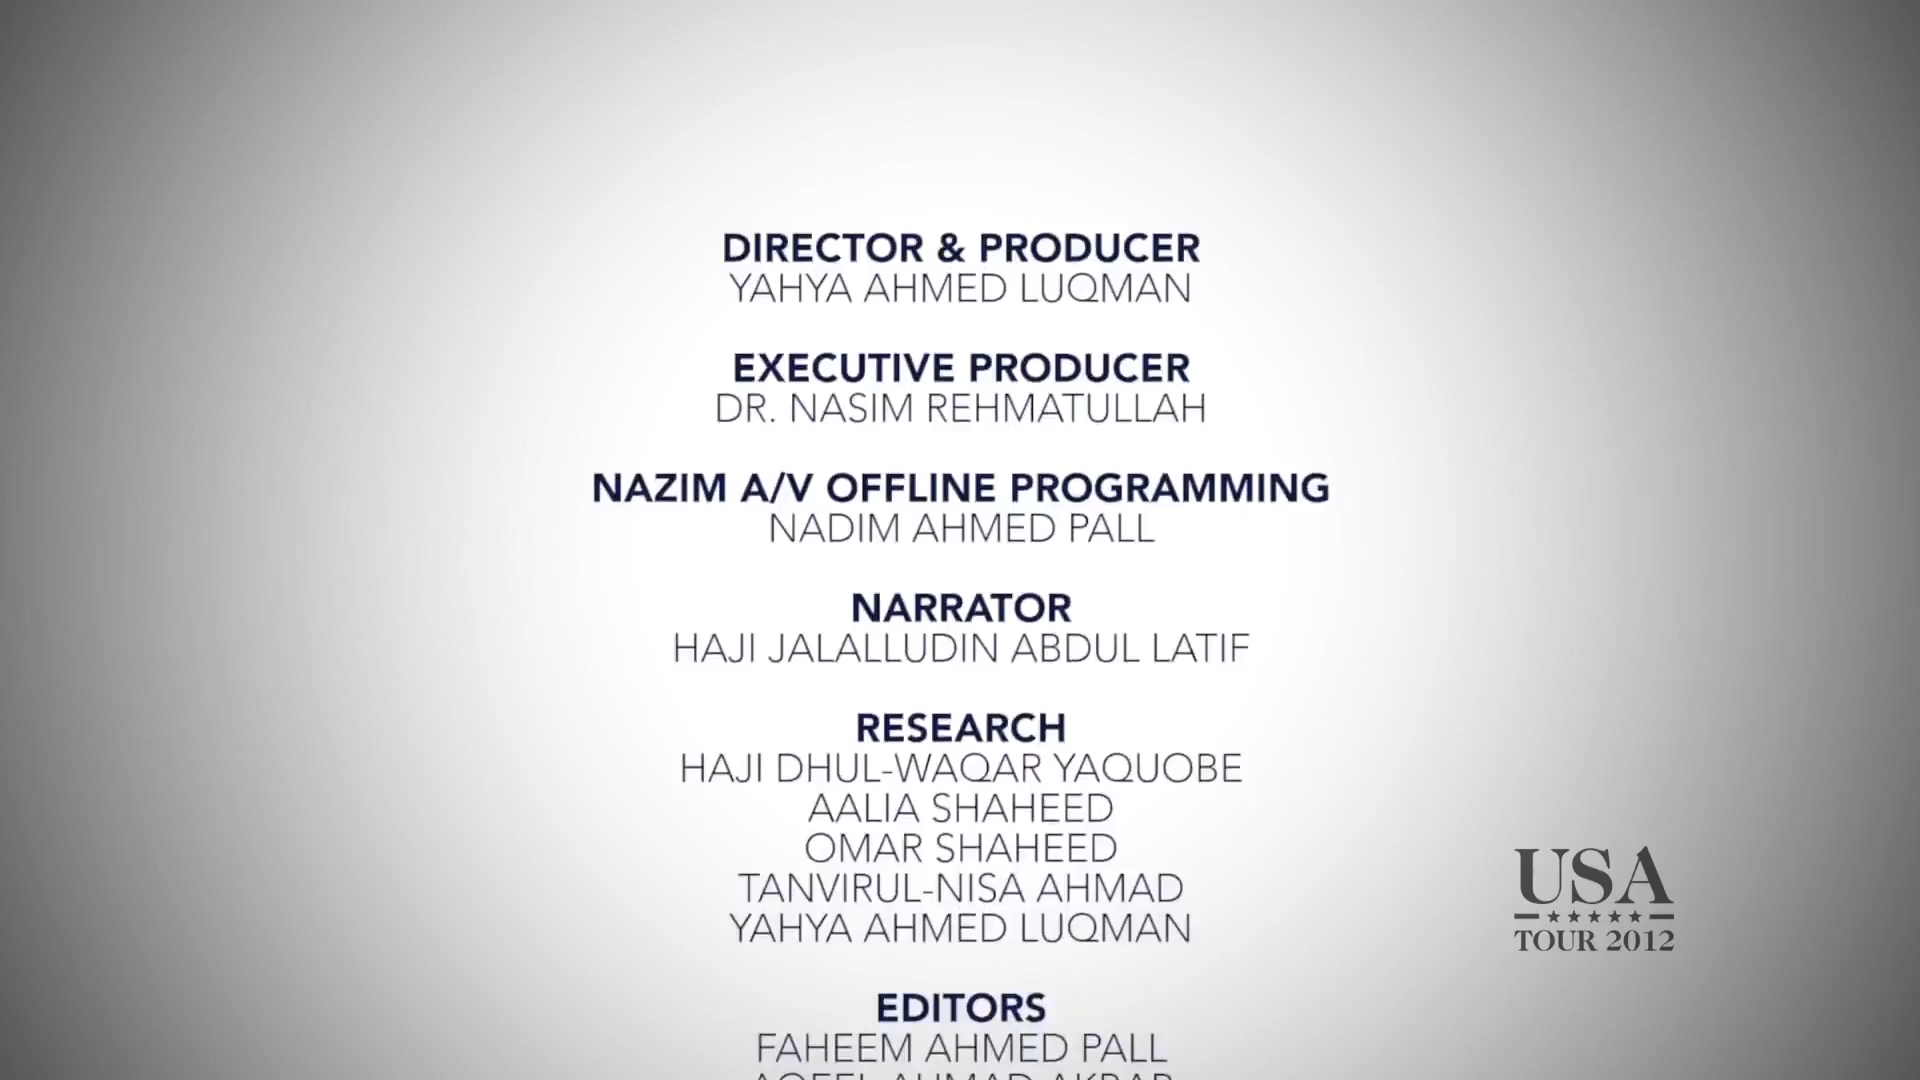 DIRECTOR & PRODUCER
YAHYA AHMED LUQMAN
EXECUTIVE PRODUCER
DR. NASIM REHMATULLAH
NAZIM A/V OFFLINE PROGRAMMING
NADIM AHMED PALL
NARRATOR
HAJI JALALLUDIN ABDUL LATIF
RESEARCH
HAJI DHUL-WAQAR YAQUOBE
AALIA SHAHEED
OMAR SHAHEED
TANVIRUL-NISA AHMAD
YAHYA AHMED LUQMAN
EDITORS
FAHEEM AHMED PALL
USA
TOUR 2012